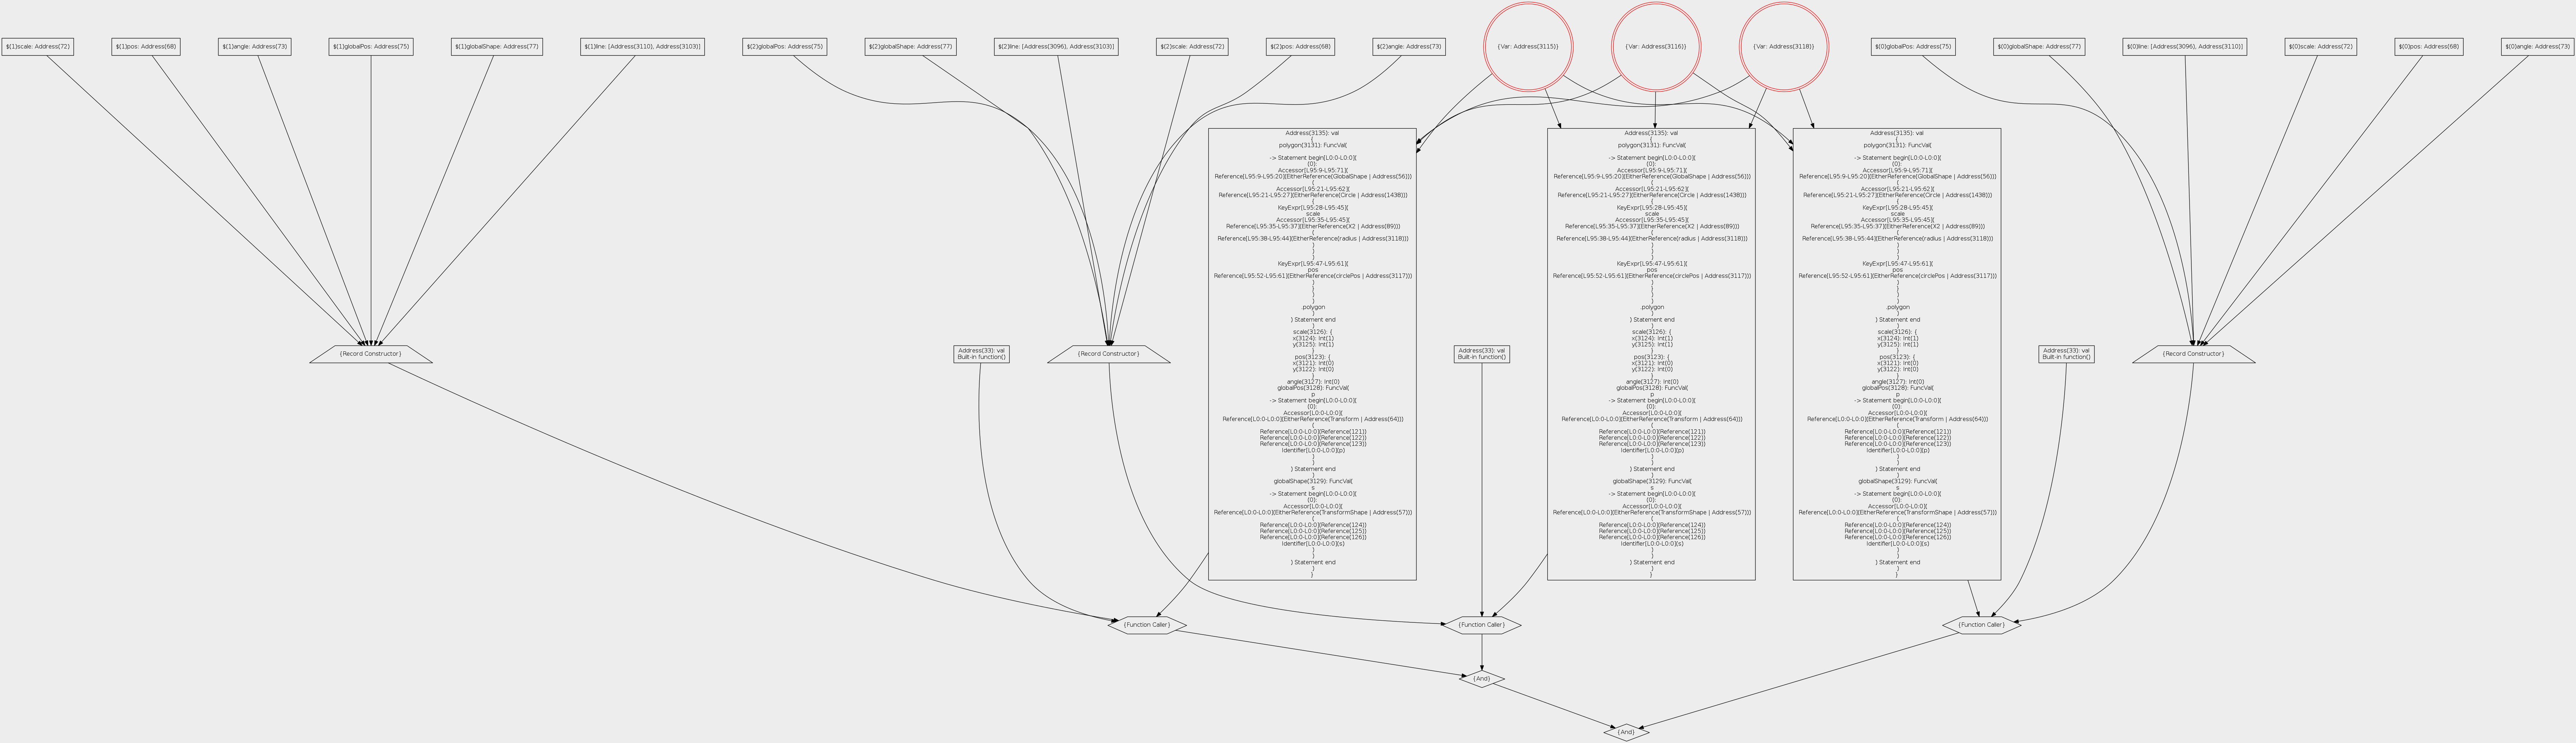 {Var: Address(3115)}
{Var: Address(3116)}
{Var: Address(3118)}
$(1)scale: Address(72)
$(1)pos: Address(68)
$(1)angle: Address(73)
$(1)globalPos: Address(75)
$(1)globalShape: Address(77)
$(1)line: [Address(3110), Address(3103)]
$(2)globalPos: Address(75)
$(2)globalShape: Address(77)
$(2)line: [Address(3096), Address(3103)]
$(2)scale: Address(72)
$(2)pos: Address(68)
$(2)angle: Address(73)
$(0)globalPos: Address(75)
$(0)globalShape: Address(77)
$(0)line: [Address(3096), Address(3110)]
$(0)scale: Address(72)
$(0)pos: Address(68)
$(0)angle: Address(73)
Address(3135): val
{
polygon(3131): FuncVal(
-> Statement begin[L0:0-L0:0](
(0):
Accessor[L95:9-L95:71](
Reference[L95:9-L95:20](EitherReference(GlobalShape | Address(56)))
{
Accessor[L95:21-L95:62](
Reference[L95:21-L95:27](EitherReference(Circle | Address(1438)))
{
KeyExpr[L95:28-L95:45](
scale
Accessor[L95:35-L95:45](
Reference[L95:35-L95:37](EitherReference(X2 | Address(89)))
{
Reference[L95:38-L95:44](EitherReference(radius | Address(3118)))
}
)
)
KeyExpr[L95:47-L95:61](
pos
Reference[L95:52-L95:61](EitherReference(circlePos | Address(3117)))
)
}
)
}
.polygon
)
) Statement end
)
scale(3126): {
x(3124): Int(1)
y(3125): Int(1)
}
pos(3123): {
x(3121): Int(0)
y(3122): Int(0)
}
angle(3127): Int(0)
globalPos(3128): FuncVal(
p
-> Statement begin[L0:0-L0:0](
(0):
Accessor[L0:0-L0:0](
Reference[L0:0-L0:0](EitherReference(Transform | Address(64)))
{
Reference[L0:0-L0:0](Reference(121))
Reference[L0:0-L0:0](Reference(122))
Reference[L0:0-L0:0](Reference(123))
Identifier[L0:0-L0:0](p)
}
)
) Statement end
)
globalShape(3129): FuncVal(
s
-> Statement begin[L0:0-L0:0](
(0):
Accessor[L0:0-L0:0](
Reference[L0:0-L0:0](EitherReference(TransformShape | Address(57)))
{
Reference[L0:0-L0:0](Reference(124))
Reference[L0:0-L0:0](Reference(125))
Reference[L0:0-L0:0](Reference(126))
Identifier[L0:0-L0:0](s)
}
)
) Statement end
)
}
Address(3135): val
{
polygon(3131): FuncVal(
-> Statement begin[L0:0-L0:0](
(0):
Accessor[L95:9-L95:71](
Reference[L95:9-L95:20](EitherReference(GlobalShape | Address(56)))
{
Accessor[L95:21-L95:62](
Reference[L95:21-L95:27](EitherReference(Circle | Address(1438)))
{
KeyExpr[L95:28-L95:45](
scale
Accessor[L95:35-L95:45](
Reference[L95:35-L95:37](EitherReference(X2 | Address(89)))
{
Reference[L95:38-L95:44](EitherReference(radius | Address(3118)))
}
)
)
KeyExpr[L95:47-L95:61](
pos
Reference[L95:52-L95:61](EitherReference(circlePos | Address(3117)))
)
}
)
}
.polygon
)
) Statement end
)
scale(3126): {
x(3124): Int(1)
y(3125): Int(1)
}
pos(3123): {
x(3121): Int(0)
y(3122): Int(0)
}
angle(3127): Int(0)
globalPos(3128): FuncVal(
p
-> Statement begin[L0:0-L0:0](
(0):
Accessor[L0:0-L0:0](
Reference[L0:0-L0:0](EitherReference(Transform | Address(64)))
{
Reference[L0:0-L0:0](Reference(121))
Reference[L0:0-L0:0](Reference(122))
Reference[L0:0-L0:0](Reference(123))
Identifier[L0:0-L0:0](p)
}
)
) Statement end
)
globalShape(3129): FuncVal(
s
-> Statement begin[L0:0-L0:0](
(0):
Accessor[L0:0-L0:0](
Reference[L0:0-L0:0](EitherReference(TransformShape | Address(57)))
{
Reference[L0:0-L0:0](Reference(124))
Reference[L0:0-L0:0](Reference(125))
Reference[L0:0-L0:0](Reference(126))
Identifier[L0:0-L0:0](s)
}
)
) Statement end
)
}
Address(3135): val
{
polygon(3131): FuncVal(
-> Statement begin[L0:0-L0:0](
(0):
Accessor[L95:9-L95:71](
Reference[L95:9-L95:20](EitherReference(GlobalShape | Address(56)))
{
Accessor[L95:21-L95:62](
Reference[L95:21-L95:27](EitherReference(Circle | Address(1438)))
{
KeyExpr[L95:28-L95:45](
scale
Accessor[L95:35-L95:45](
Reference[L95:35-L95:37](EitherReference(X2 | Address(89)))
{
Reference[L95:38-L95:44](EitherReference(radius | Address(3118)))
}
)
)
KeyExpr[L95:47-L95:61](
pos
Reference[L95:52-L95:61](EitherReference(circlePos | Address(3117)))
)
}
)
}
.polygon
)
) Statement end
)
scale(3126): {
x(3124): Int(1)
y(3125): Int(1)
}
pos(3123): {
x(3121): Int(0)
y(3122): Int(0)
}
angle(3127): Int(0)
globalPos(3128): FuncVal(
p
-> Statement begin[L0:0-L0:0](
(0):
Accessor[L0:0-L0:0](
Reference[L0:0-L0:0](EitherReference(Transform | Address(64)))
{
Reference[L0:0-L0:0](Reference(121))
Reference[L0:0-L0:0](Reference(122))
Reference[L0:0-L0:0](Reference(123))
Identifier[L0:0-L0:0](p)
}
)
) Statement end
)
globalShape(3129): FuncVal(
s
-> Statement begin[L0:0-L0:0](
(0):
Accessor[L0:0-L0:0](
Reference[L0:0-L0:0](EitherReference(TransformShape | Address(57)))
{
Reference[L0:0-L0:0](Reference(124))
Reference[L0:0-L0:0](Reference(125))
Reference[L0:0-L0:0](Reference(126))
Identifier[L0:0-L0:0](s)
}
)
) Statement end
)
}
{Record Constructor}
Address(33): val
Built-in function()
{Record Constructor}
Address(33): val
Built-in function()
Address(33): val
Built-in function()
{Record Constructor}
{Function Caller}
{Function Caller}
{Function Caller}
{And}
{And}